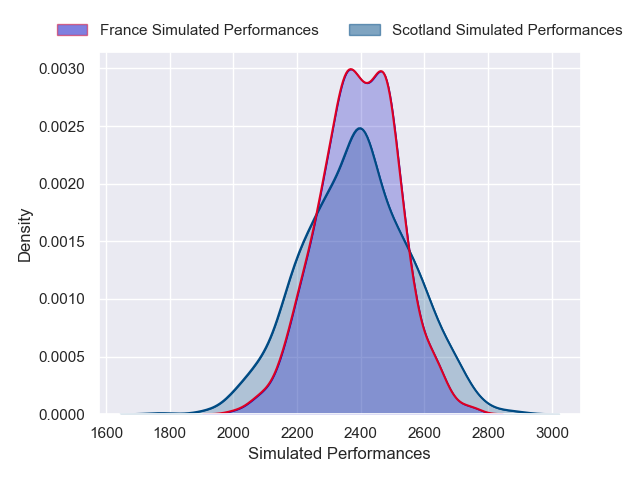 France Simulated Performances Scotland Simulated Performances
0.0030
0.0025
0.0020
0.0015
0.0010
0.0005
0.0000
Density
1600 1800 2000 2200 2400 2600 2800 3000
Simulated Performances